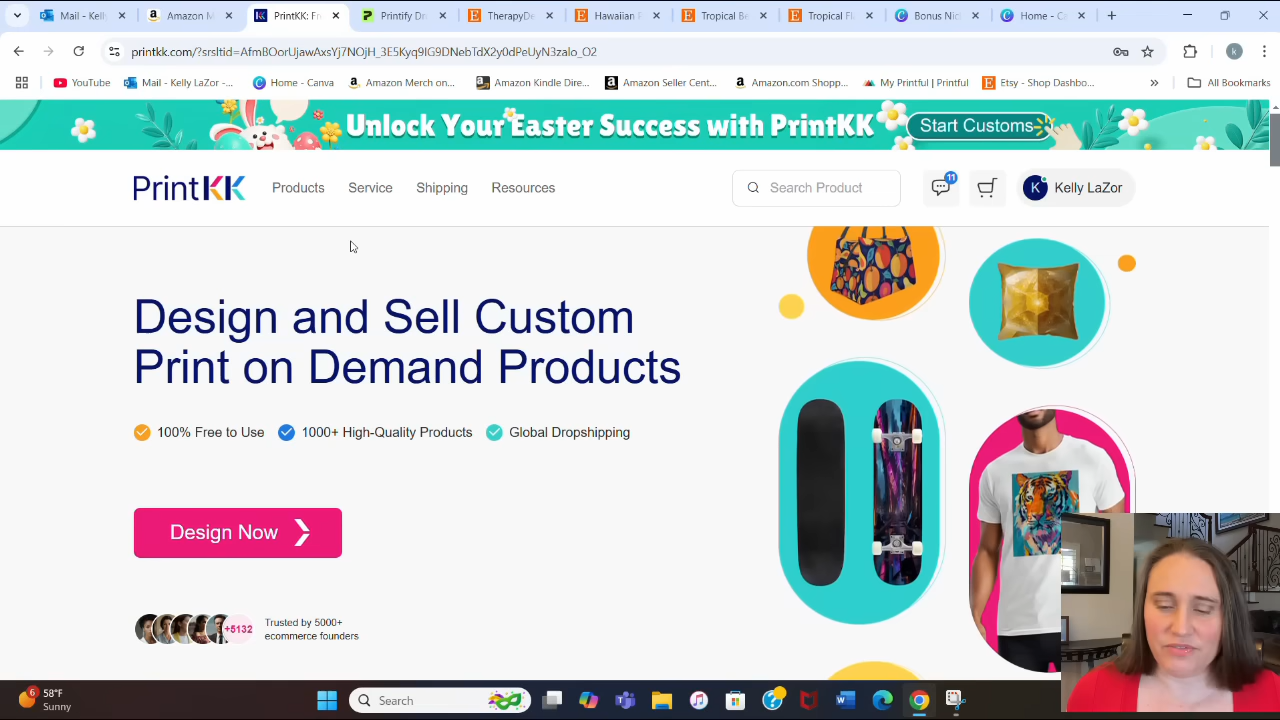 Mail - Kelly
Amazon M
PrintKK: Fr
Printify Dr
TherapyDe
Hawaiian R
Tropical Be
Tropical Fl
Bonus Nic
Home - Ca
printkk.com/?srsltid=AfmBOorUjawAxsYj7NOjH_3E5Kyq9IG9DNebTdX2y0dPeUyN3zalo_O2
YouTube
Mail - Kelly LaZor -...
Home - Canva
Amazon Merch on...
Amazon Kindle Dire...
Amazon Seller Cent...
Amazon.com Shopp...
My Printful | Printful
Etsy - Shop Dashbo...
All Bookmarks
Unlock Your Easter Success with PrintKK
Start Customs
PrintKK
Products
Service
Shipping
Resources
Search Product
11
K
Kelly LaZor
Design and Sell Custom
Print on Demand Products
100% Free to Use
1000+ High-Quality Products
Global Dropshipping
Design Now
+5132
Trusted by 5000+
ecommerce founders
6
58°F
Sunny
Search